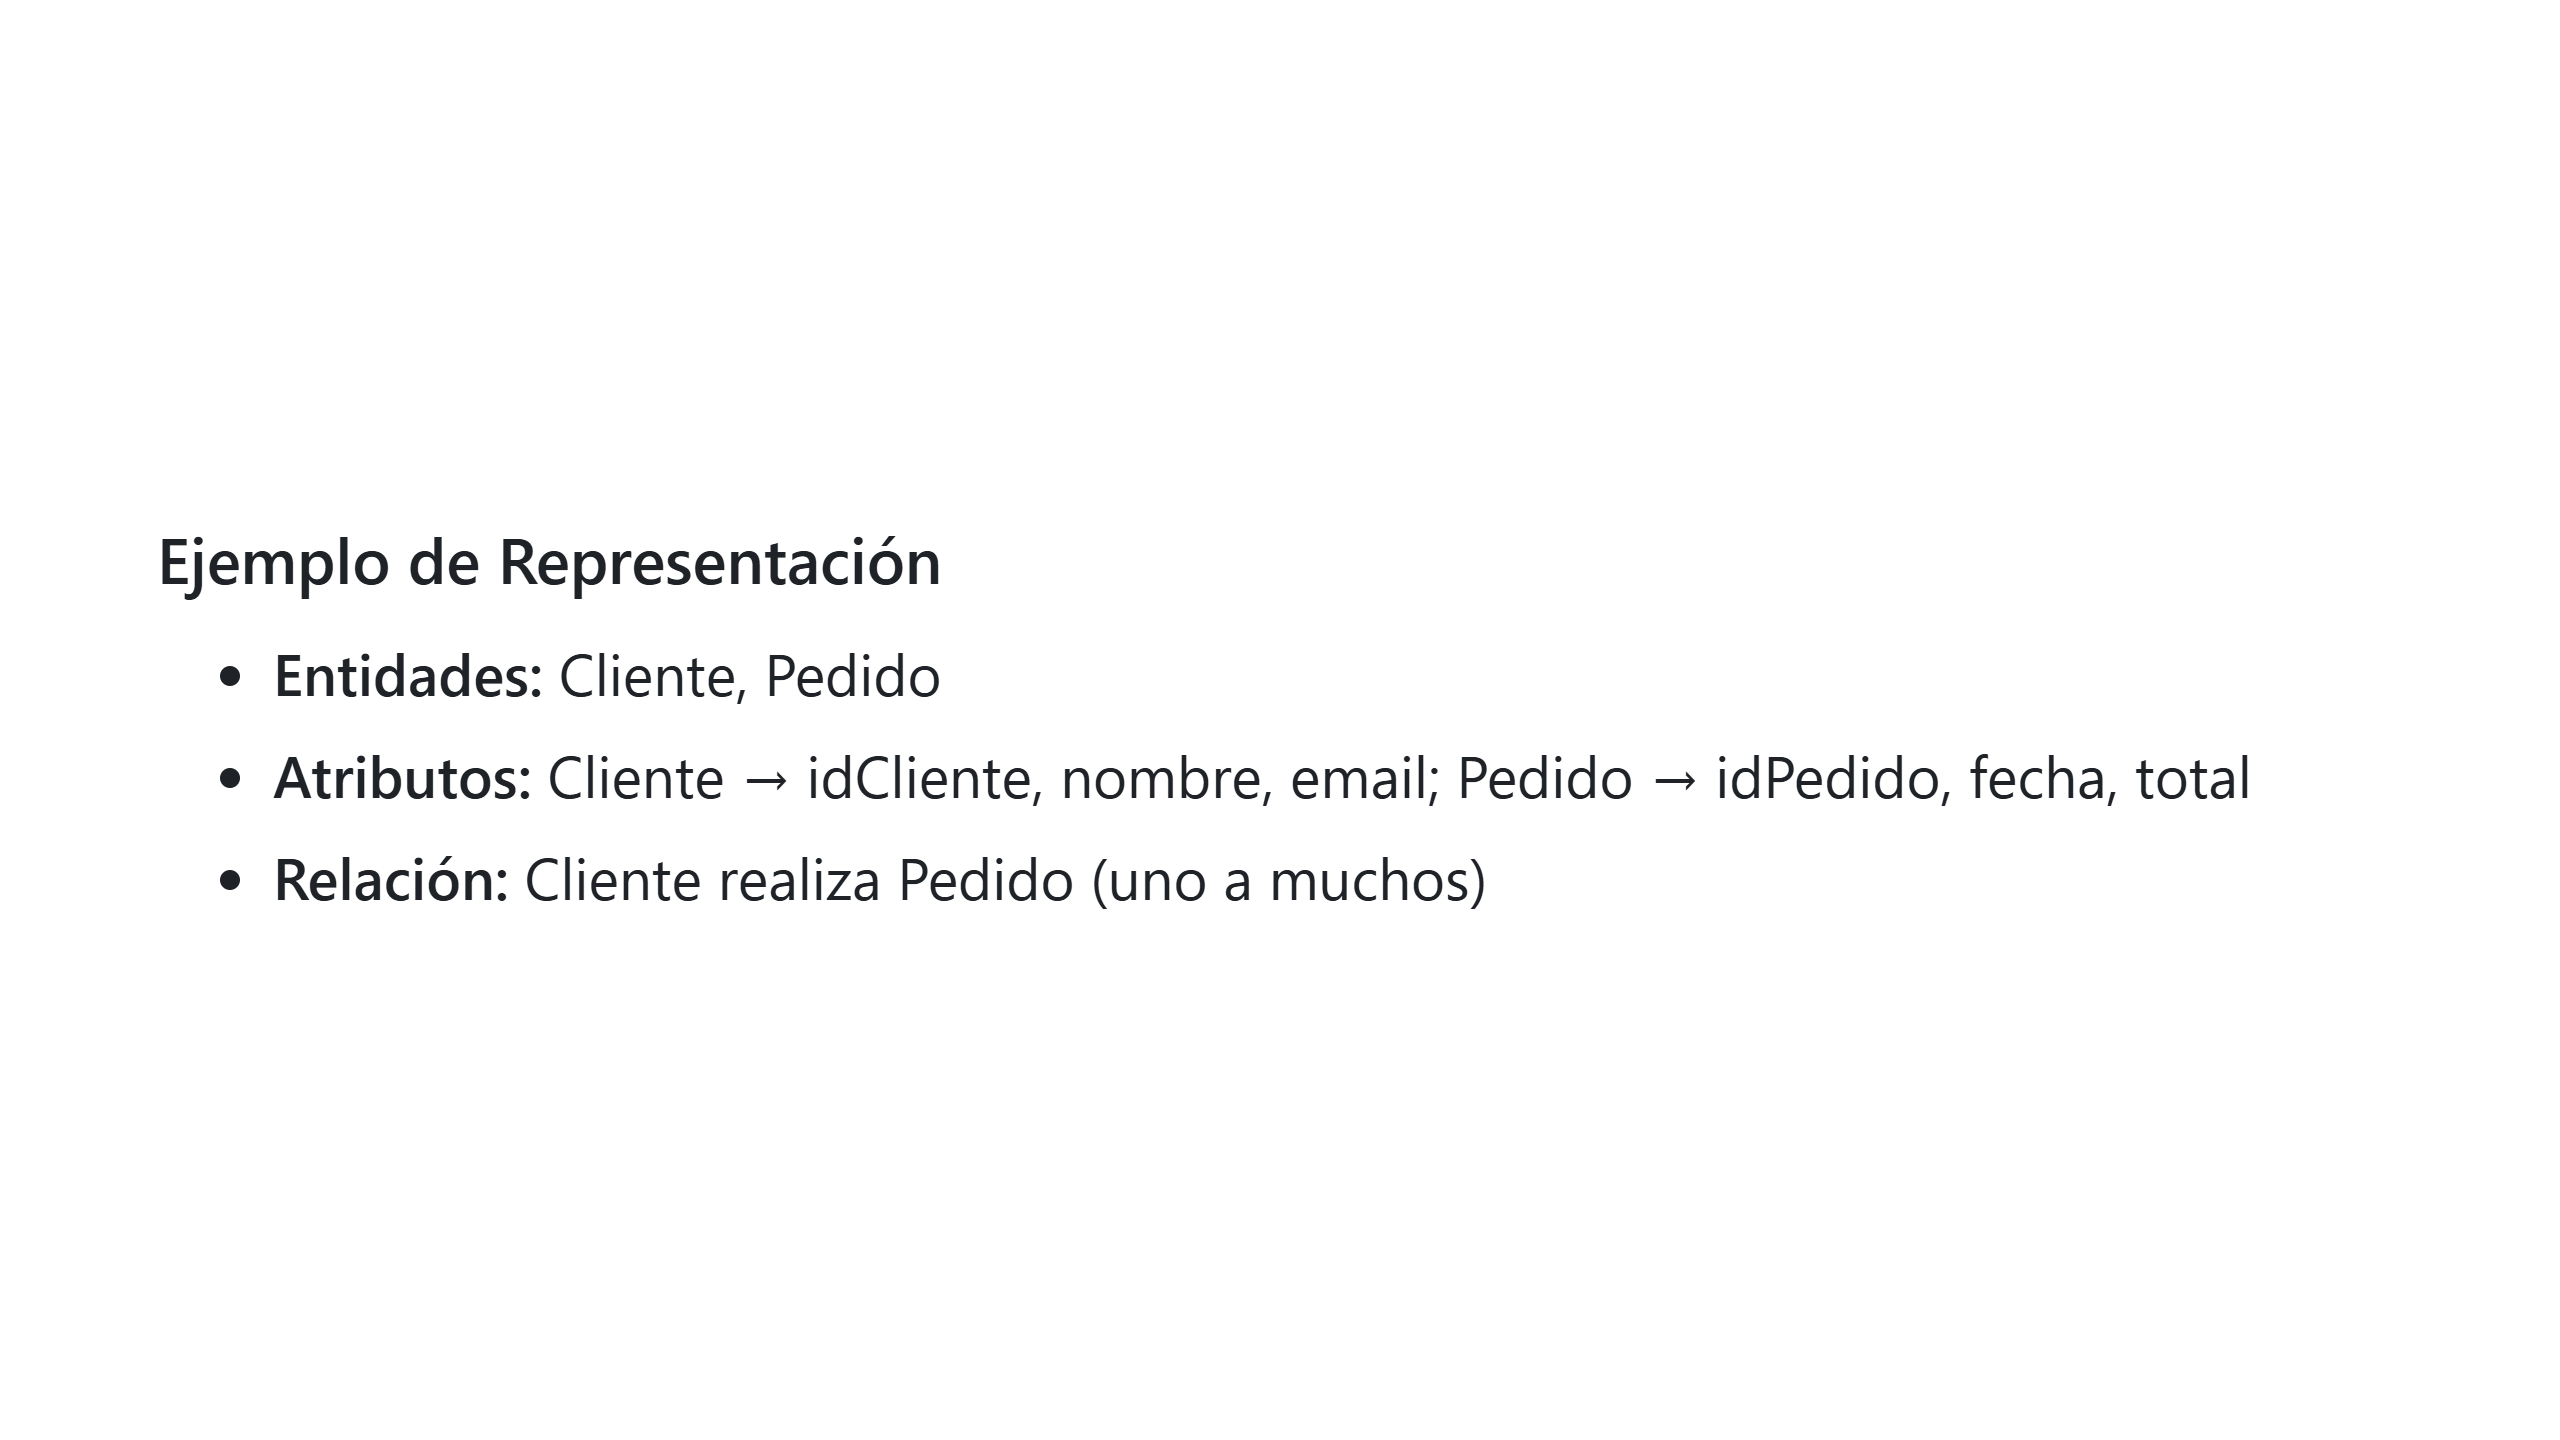 Ejemplo de Representación
• Entidades: Cliente, Pedido
• Atributos: Cliente → idCliente, nombre, email; Pedido → idPedido, fecha, total
• Relación: Cliente realiza Pedido (uno a muchos)